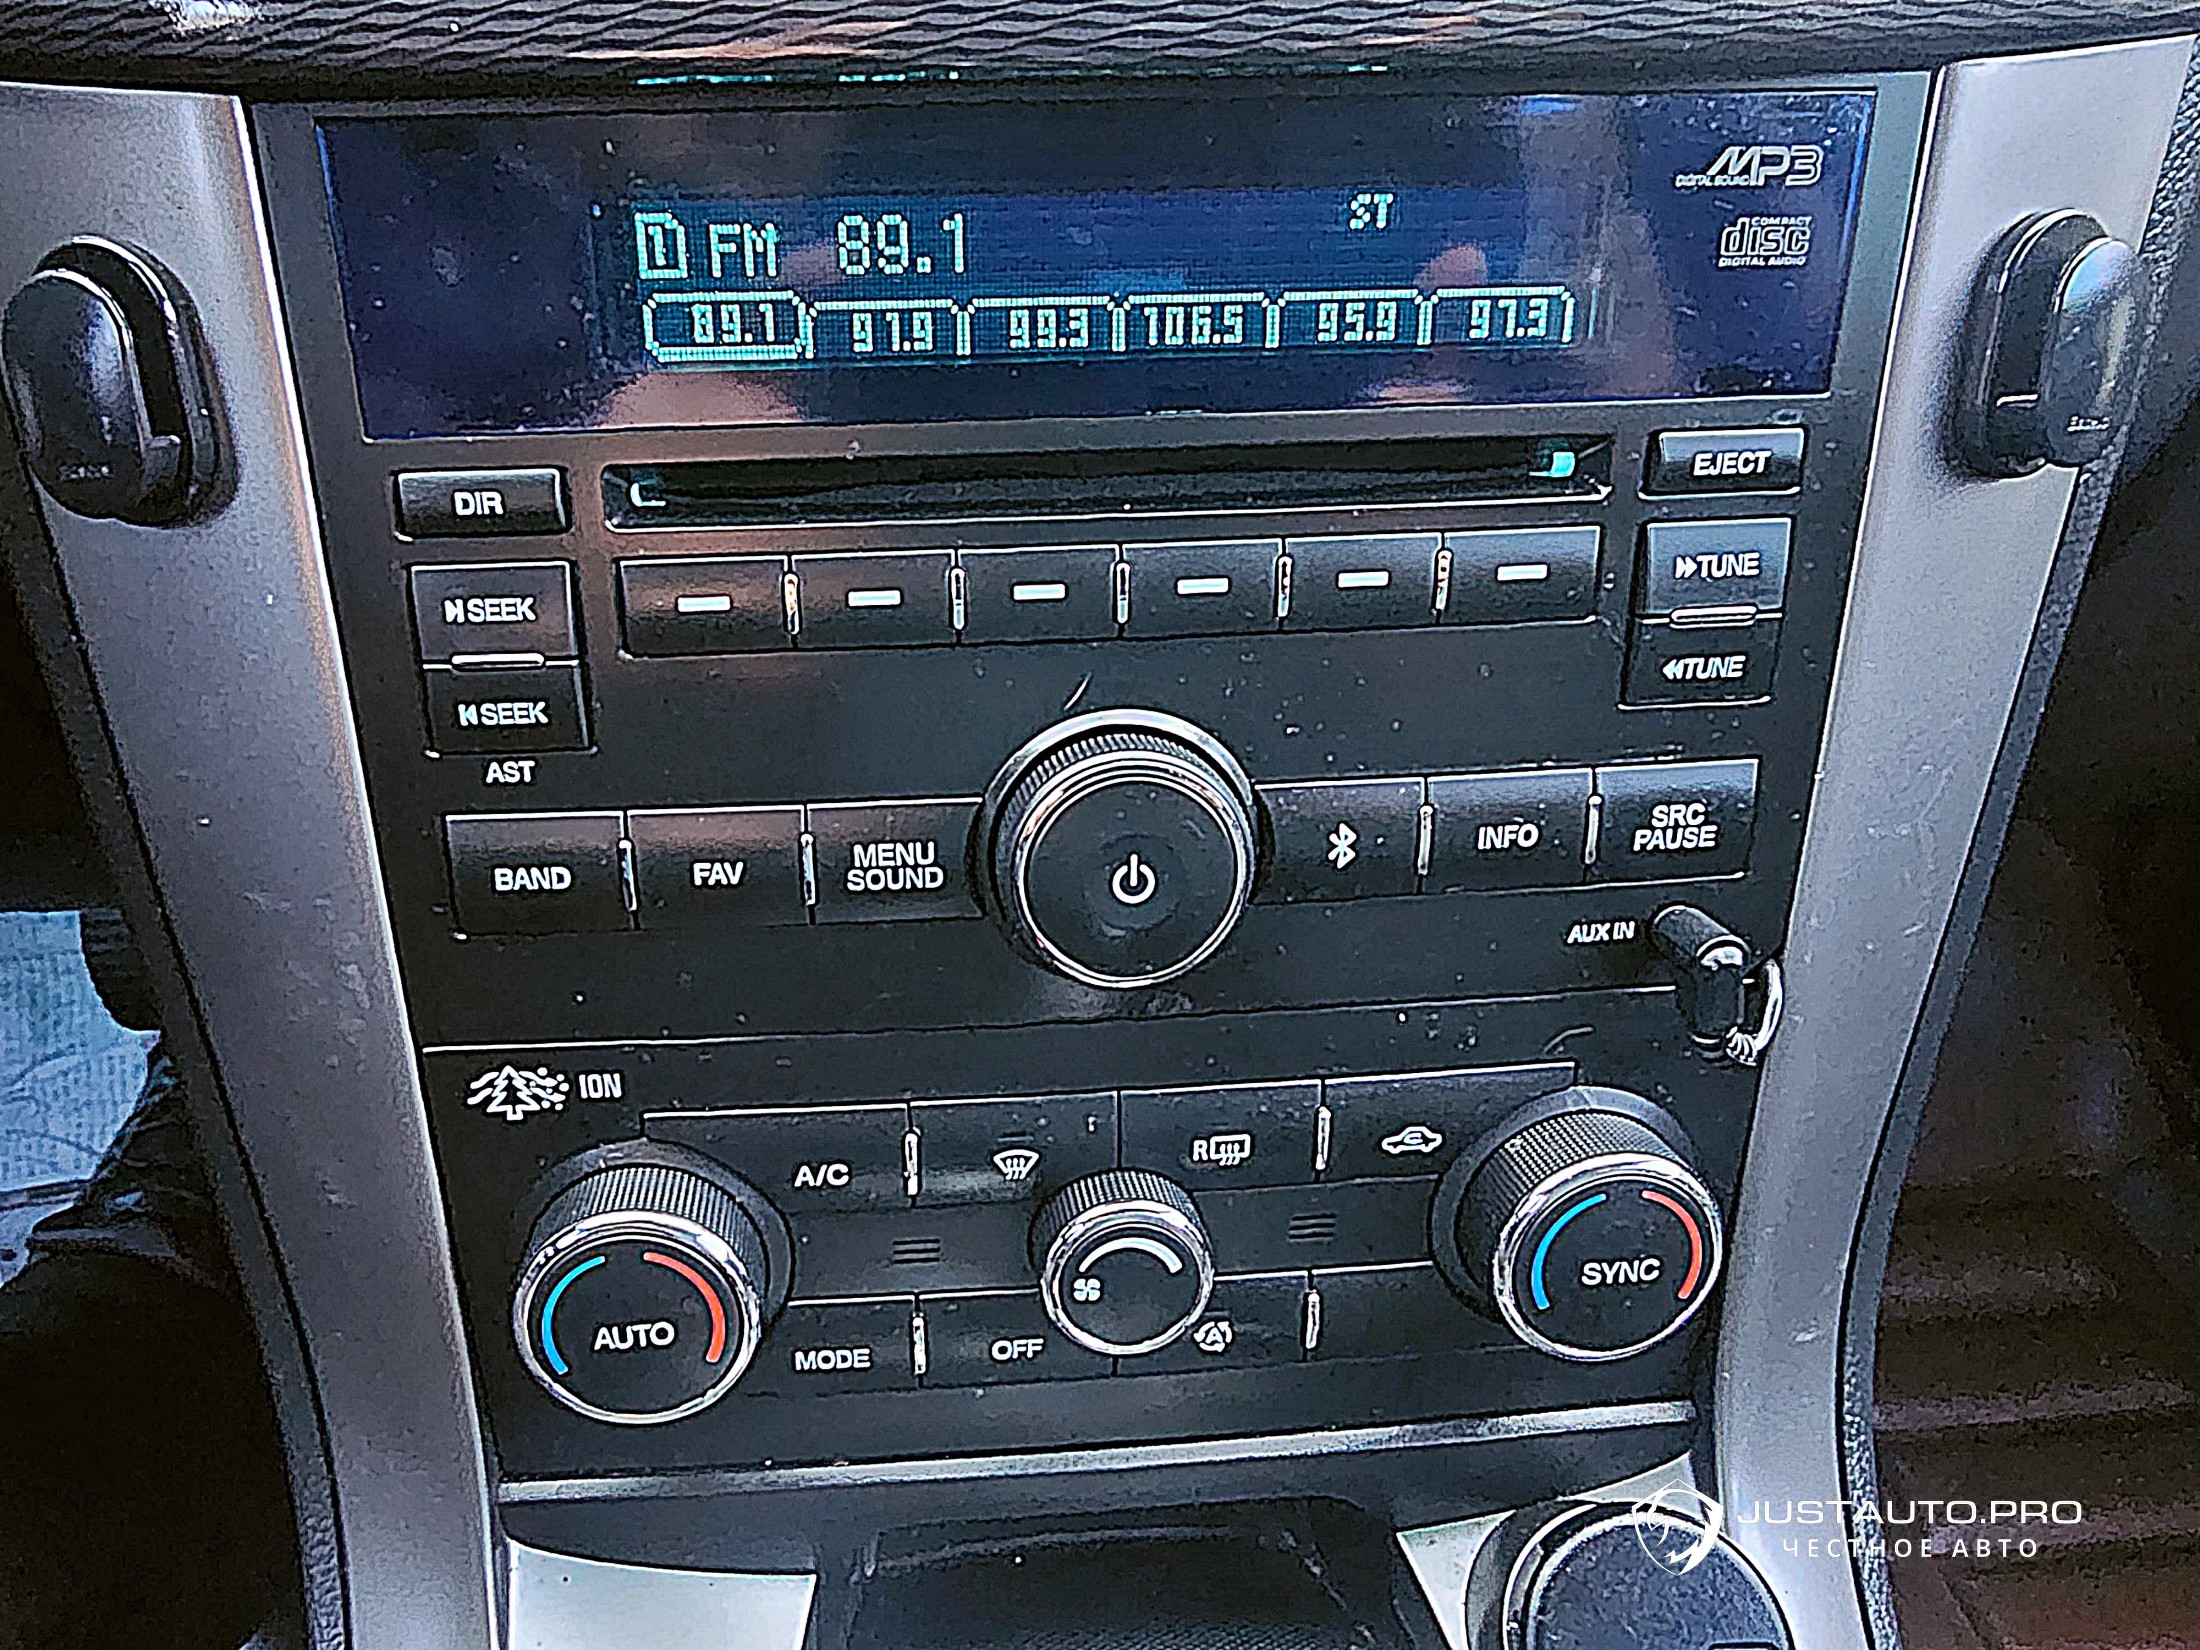 MP3
DIGITAL SOUND
COMPACT
disc
DIGITAL AUDIO
1 FM 89.1 ST
89.1 97.9 99.3 106.5 95.9 97.3
DIR
EJECT
SEEK
TUNE
SEEK
TUNE
AST
BAND
FAV
MENU
SOUND
INFO
SRC
PAUSE
AUX IN
ION
A/C
R
AUTO
MODE
OFF
A
SYNC
JUSTAUTO.PRO
ЧЕСТНОЕ АВТО